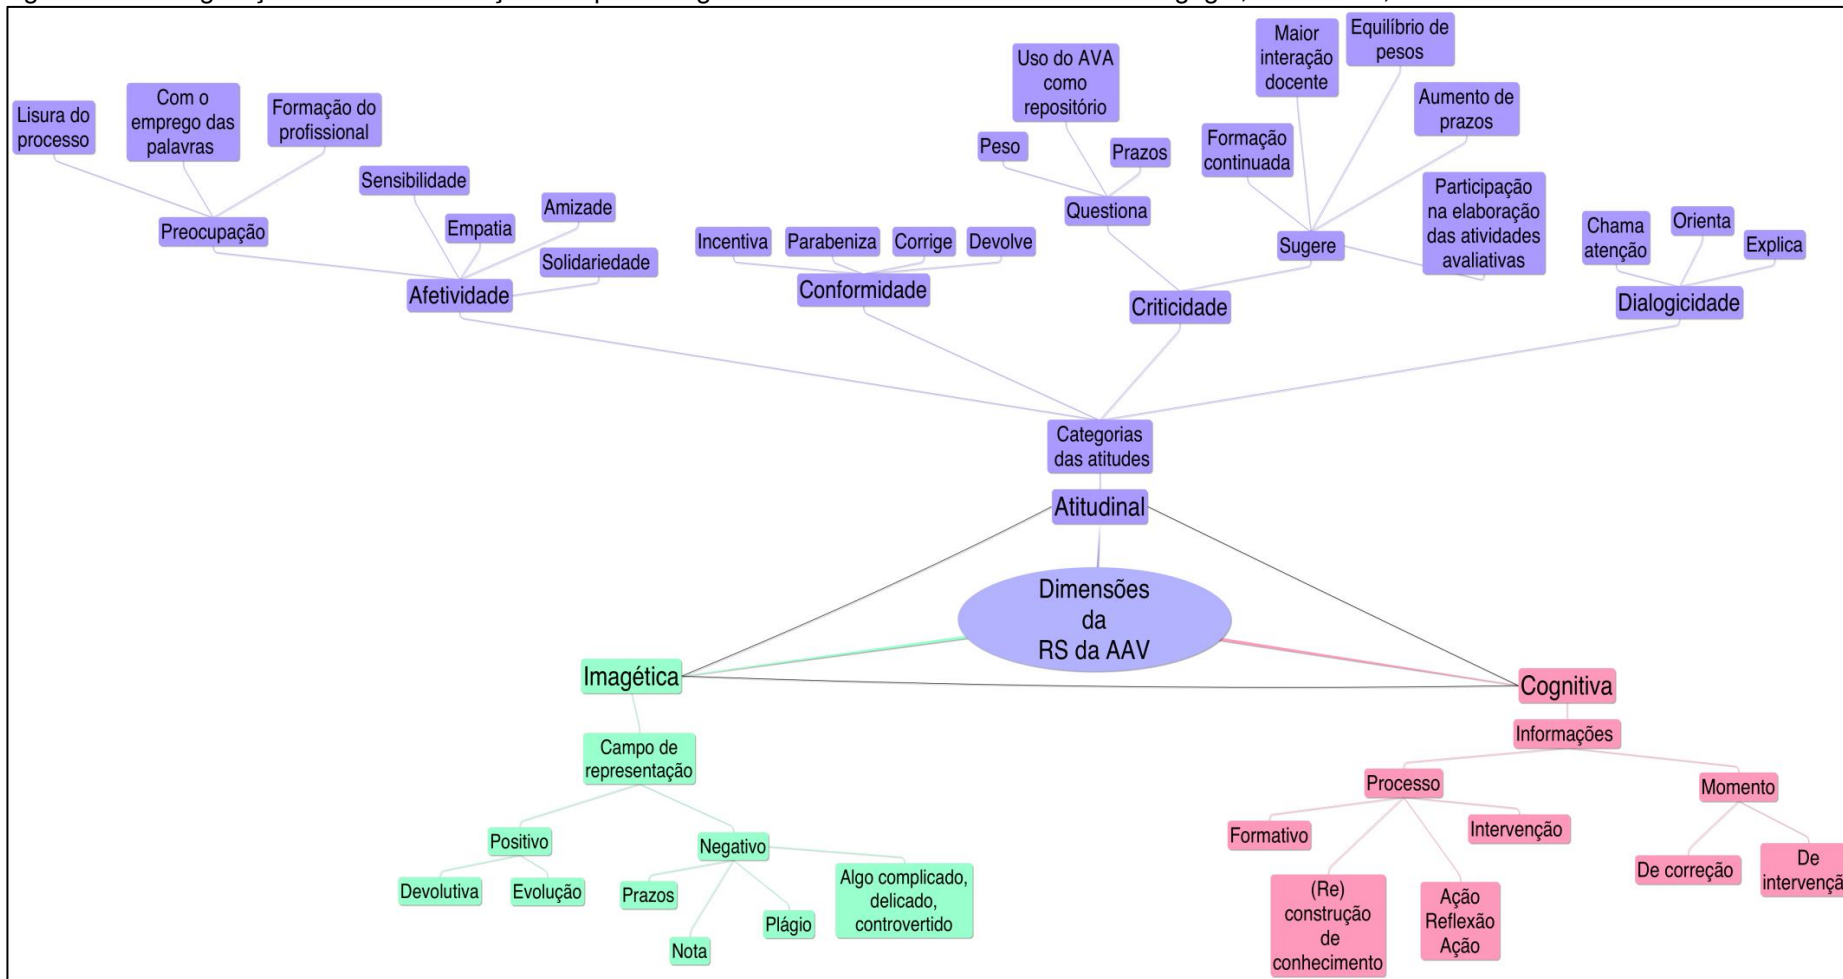 Lisura do
processo
Com o
emprego das
palavras
Formação do
profissional
Preocupação
Sensibilidade
Empatia
Amizade
Solidariedade
Afetividade
Incentiva
Parabeniza
Corrige
Devolve
Conformidade
Uso do AVA
como
repositório
Peso
Prazos
Questiona
Maior
interação
docente
Equilíbrio de
pesos
Aumento de
prazos
Formação
continuada
Participação
na elaboração
das atividades
avaliativas
Sugere
Criticidade
Chama
atenção
Orienta
Explica
Dialogicidade
Categorias
das atitudes
Atitudinal
Dimensões
da
RS da AAV
Imagética
Campo de
representação
Positivo
Devolutiva
Evolução
Negativo
Prazos
Nota
Plágio
Algo complicado,
delicado,
controvertido
Cognitiva
Informações
Processo
Formativo
(Re)
construção
de
conhecimento
Ação
Reflexão
Ação
Intervenção
Momento
De correção
De
intervençã